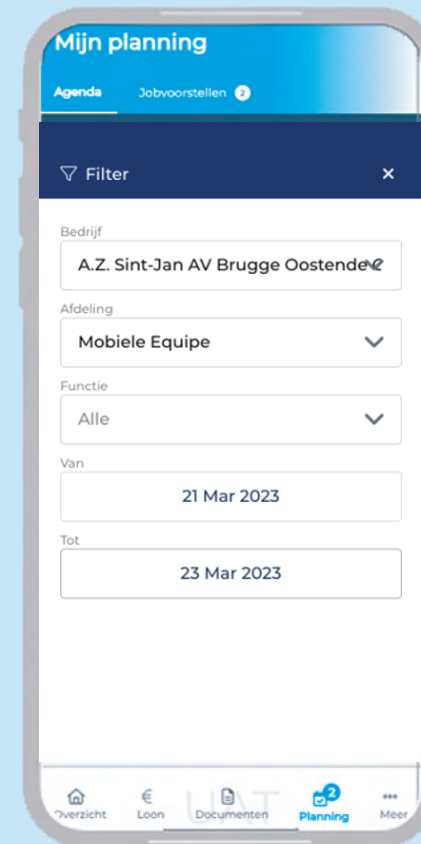 Mijn planning
Agenda Jobvoorstellen 2
Filter ×
Bedrijf
A.Z. Sint-Jan AV Brugge Oostende
Afdeling
Mobiele Equipe
Functie
Alle
Van
21 Mar 2023
Tot
23 Mar 2023
UAT
2
Overzicht € Loon Documenten Planning Meer